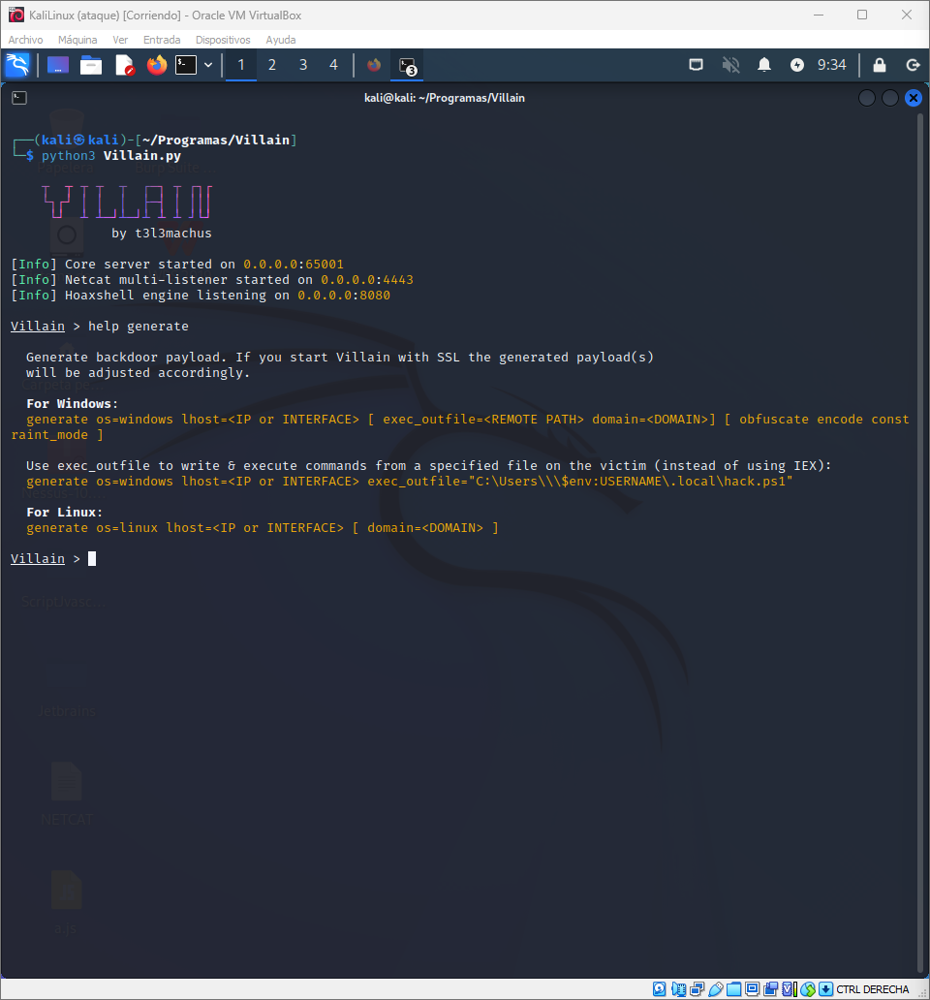 KaliLinux (ataque) [Corriendo] - Oracle VM VirtualBox
Archivo Máquina Ver Entrada Dispositivos Ayuda
1 2 3 4 3 9:34
kali@kali: ~/Programas/Villain
┌──(kali㉿kali)-[~/Programas/Villain]
└─$ python3 Villain.py
VILLAIN
by t3l3machus
[Info] Core server started on 0.0.0.0:65001
[Info] Netcat multi-listener started on 0.0.0.0:4443
[Info] Hoaxshell engine listening on 0.0.0.0:8080
Villain > help generate
Generate backdoor payload. If you start Villain with SSL the generated payload(s)
will be adjusted accordingly.
For Windows:
generate os=windows lhost=<IP or INTERFACE> [ exec_outfile=<REMOTE PATH> domain=<DOMAIN>] [ obfuscate encode const
raint_mode ]
Use exec_outfile to write & execute commands from a specified file on the victim (instead of using IEX):
generate os=windows lhost=<IP or INTERFACE> exec_outfile="C:\Users\\\$env:USERNAME\.local\hack.ps1"
For Linux:
generate os=linux lhost=<IP or INTERFACE> [ domain=<DOMAIN> ]
Villain >
Jetbrains
NETCAT
CTRL DERECHA